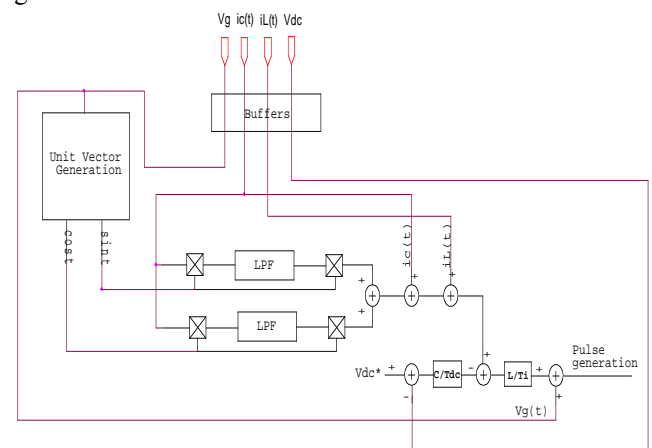 Vg ic(t) iL(t) Vdc
Buffers
Unit Vector
Generation
cost
sint
ic(t)
iL(t)
LPF
+
+
+
+
LPF
+
Vdc* + - C/Tdc - L/Ti + Pulse
generation
Vg(t)
+